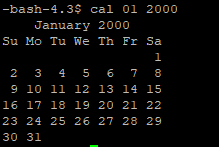 -bash-4.3$ cal 01 2000
    January 2000
Su Mo Tu We Th Fr Sa
                   1
 2  3  4  5  6  7  8
 9 10 11 12 13 14 15
16 17 18 19 20 21 22
23 24 25 26 27 28 29
30 31